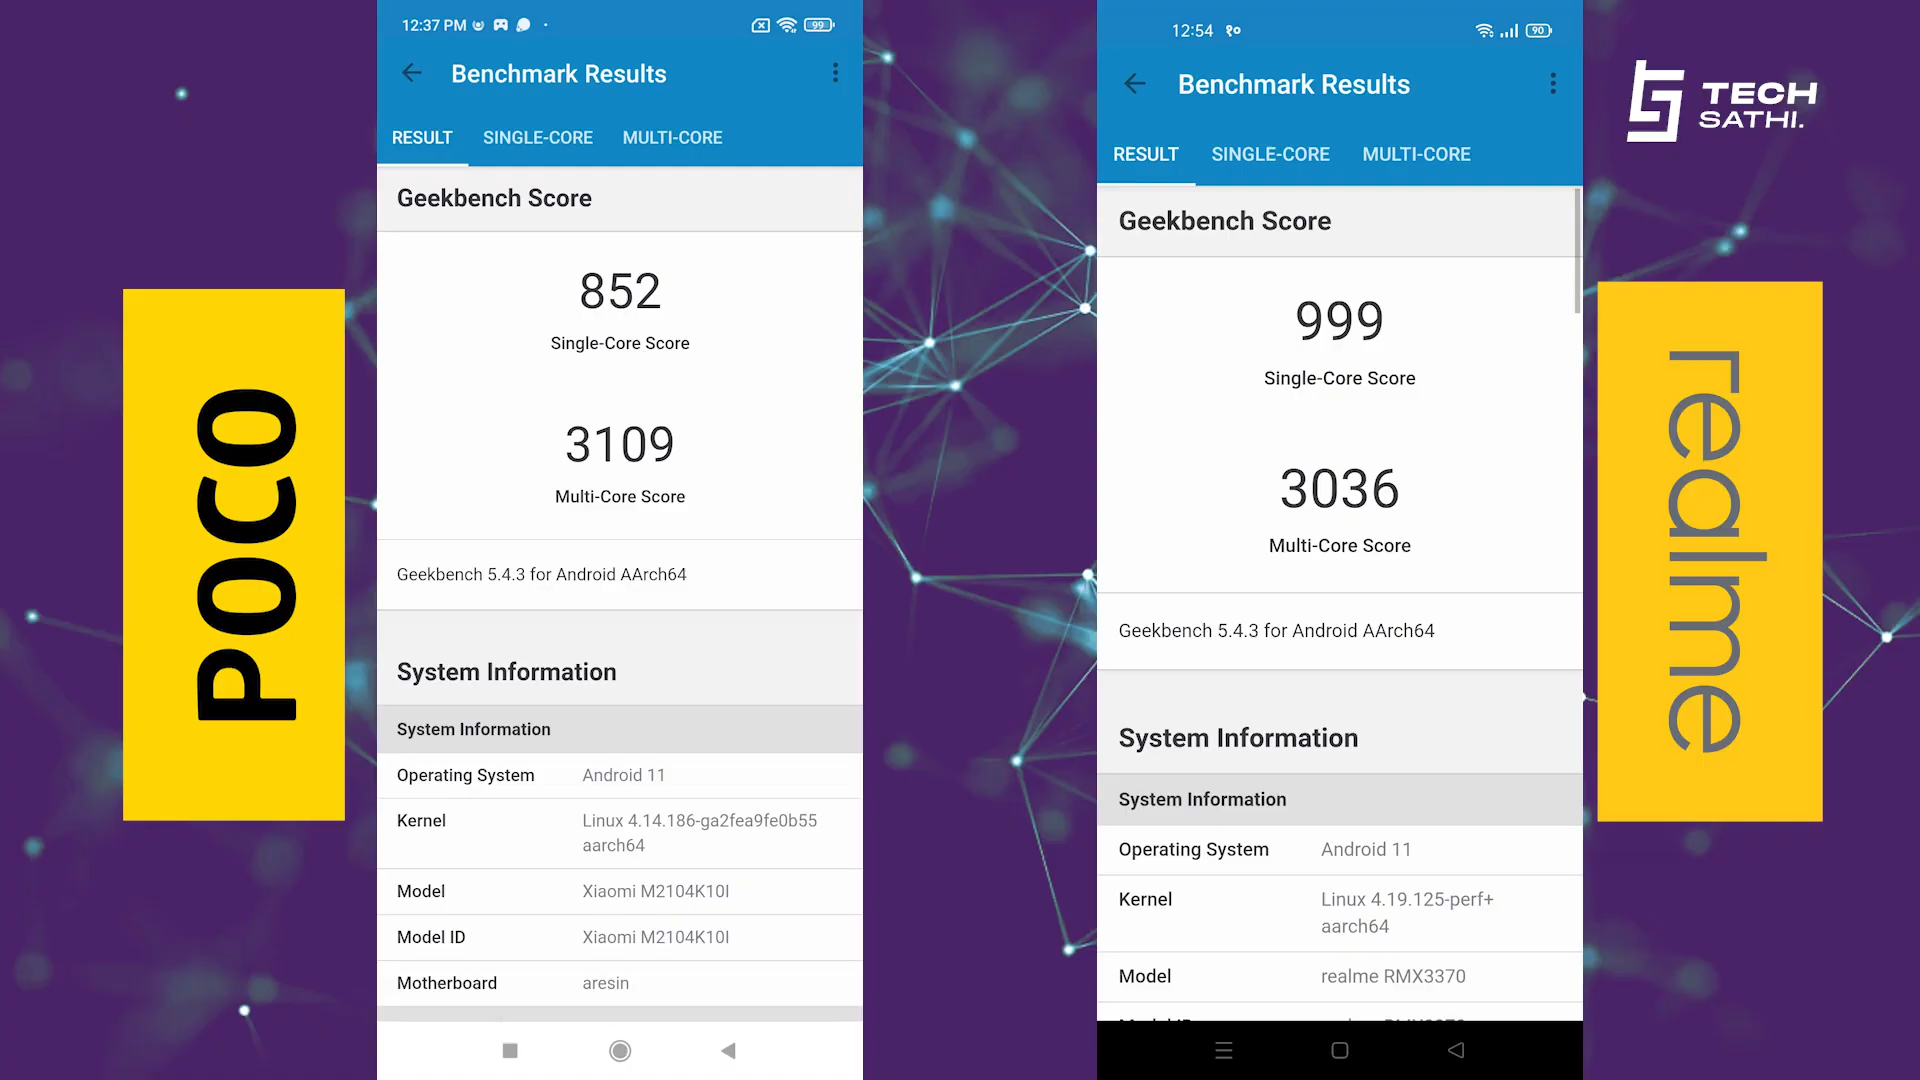 POCO
12:37 PM
99
Benchmark Results
RESULT SINGLE-CORE MULTI-CORE
Geekbench Score
852
Single-Core Score
3109
Multi-Core Score
Geekbench 5.4.3 for Android AArch64
System Information
System Information
Operating System Android 11
Kernel Linux 4.14.186-ga2fea9fe0b55
aarch64
Model Xiaomi M2104K10I
Model ID Xiaomi M2104K10I
Motherboard aresin
12:54 १०
90
Benchmark Results
RESULT SINGLE-CORE MULTI-CORE
Geekbench Score
999
Single-Core Score
3036
Multi-Core Score
Geekbench 5.4.3 for Android AArch64
System Information
System Information
Operating System Android 11
Kernel Linux 4.19.125-perf+
aarch64
Model realme RMX3370
TECH
SATHI.
realme